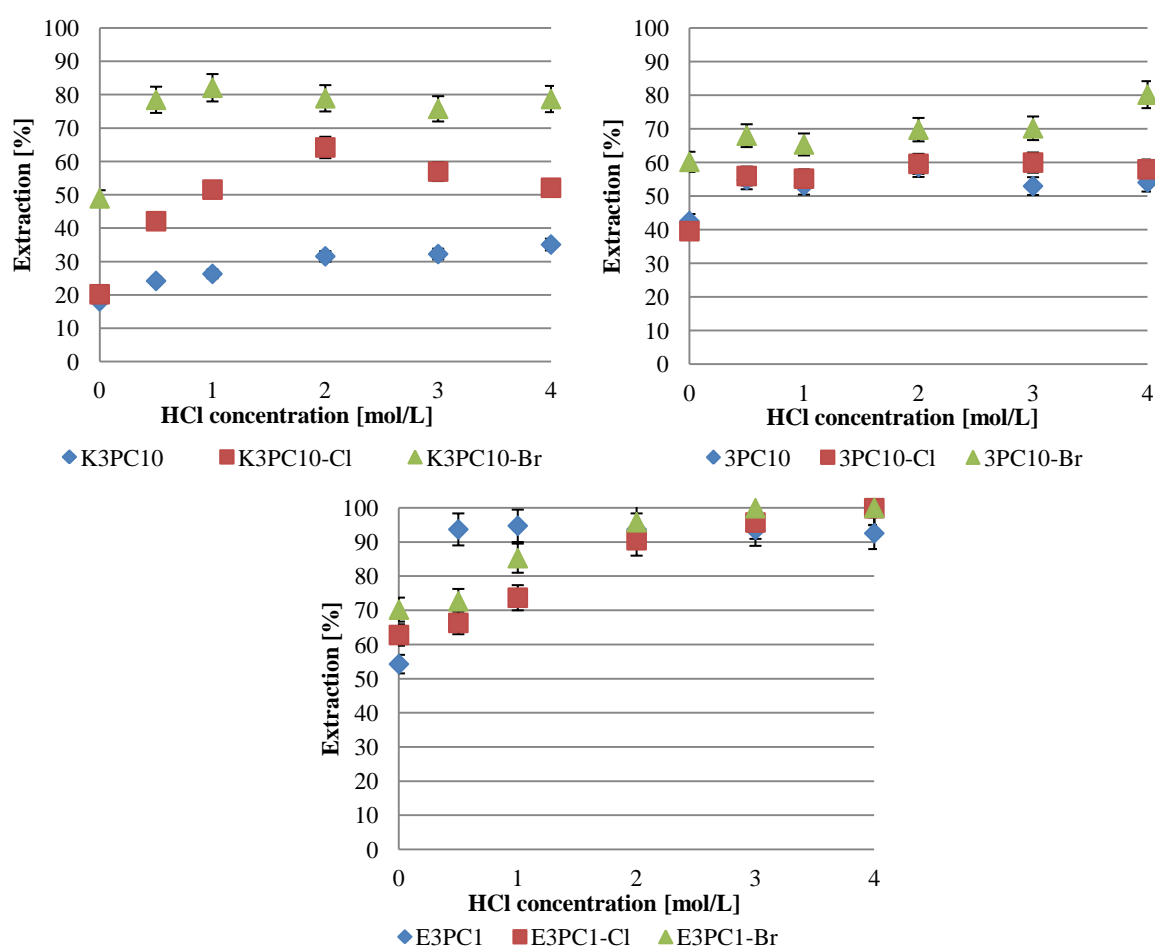 100
90
80
70
60
50
40
30
20
10
0
Extraction [%]
0 1 2 3 4
HCl concentration [mol/L]
K3PC10 K3PC10-Cl K3PC10-Br
100
90
80
70
60
50
40
30
20
10
0
Extraction [%]
0 1 2 3 4
HCl concentration [mol/L]
3PC10 3PC10-Cl 3PC10-Br
100
90
80
70
60
50
40
30
20
10
0
Extraction [%]
0 1 2 3 4
HCl concentration [mol/L]
E3PC1 E3PC1-Cl E3PC1-Br